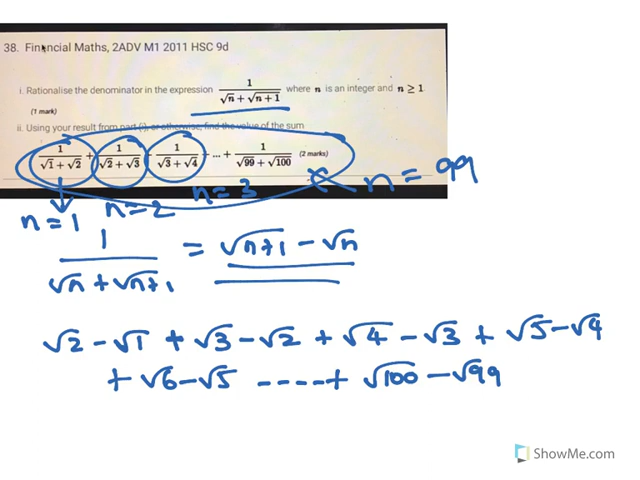 38. Financial Maths, 2ADV M1 2011 HSC 9d
i. Rationalise the denominator in the expression 1/(√n + √n+1) where n is an integer and n ≥ 1
(1 mark)
ii. Using your result from part (i), or otherwise, find the value of the sum
1/(√1 + √2) + 1/(√2 + √3) + 1/(√3 + √4) + ... + 1/(√99 + √100) (2 marks)
n=1 n=2 n=3 n=99
1/(√n + √n+1) = √n+1 - √n
√2 - √1 + √3 - √2 + √4 - √3 + √5 - √4
+ √6 - √5 ----- + √100 - √99
ShowMe.com